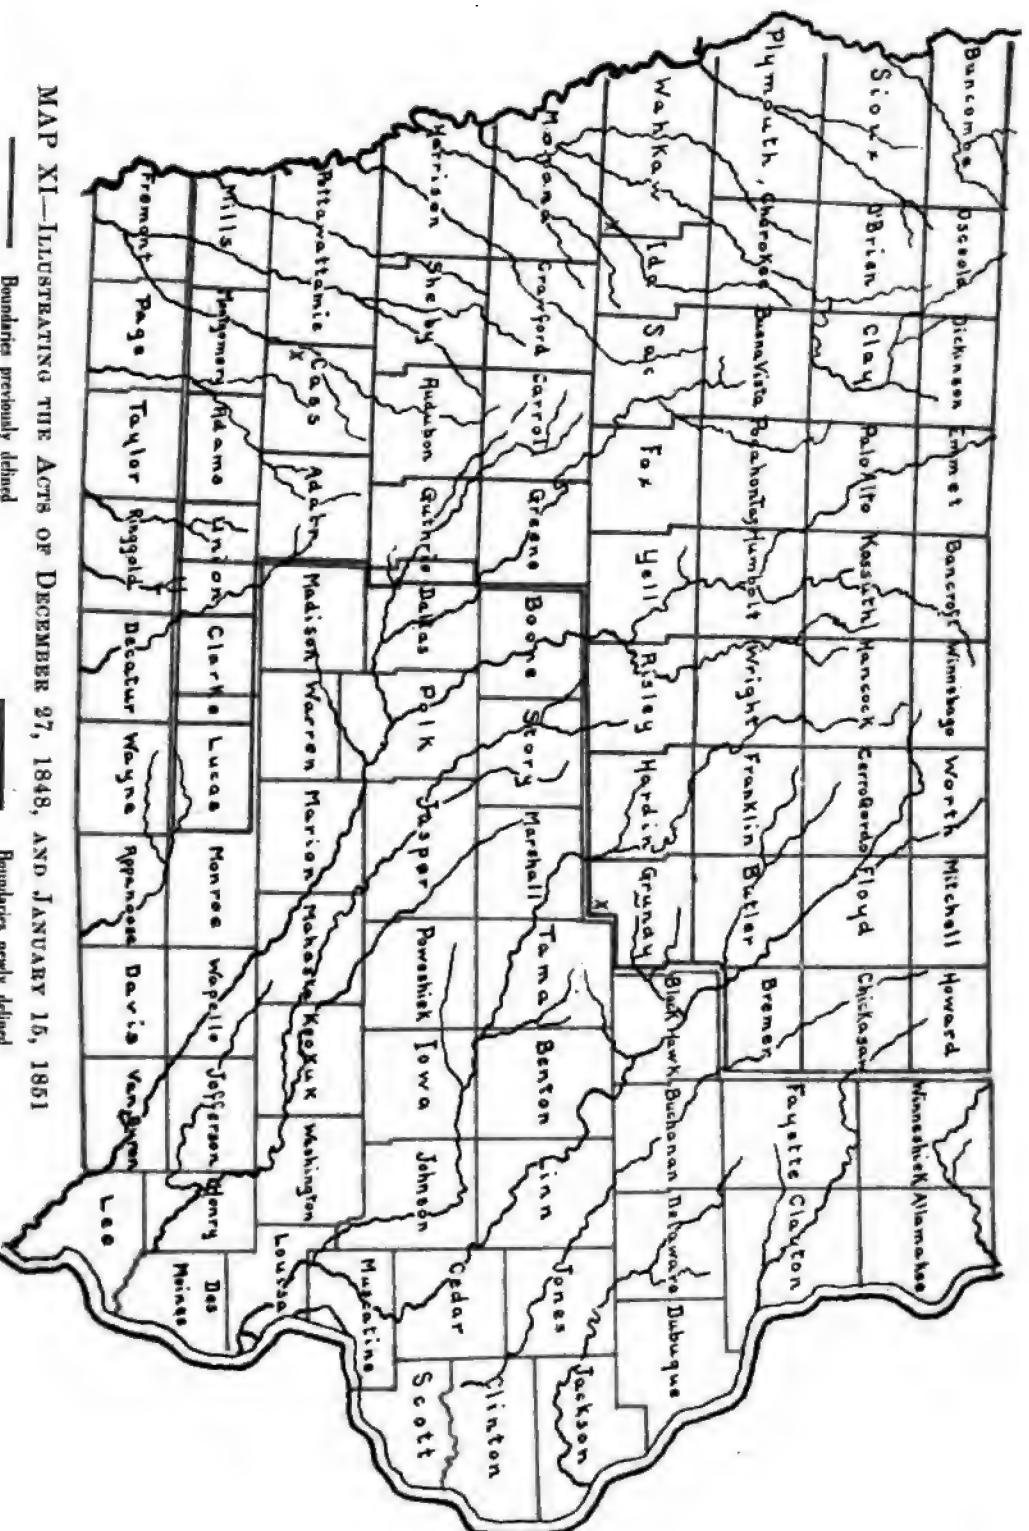 Buncombe Osceola Dickinson Emmet Bancroft Winnebago Worth Mitchell Howard Winneshiek Allamakee
Sioux O'Brien Clay Palo Alto Kossuth Hancock Cerro Gordo Floyd Chickasaw Fayette Clayton
Plymouth Cherokee Buena Vista Pocahontas Humbolt Wright Franklin Butler Bremer
Wahkaw Ida Sac Fox Yell Risley Hardin Grundy Black Hawk Buchanan Delaware Dubuque
x
x
Monona Crawford Carrol Greene Boone Story Marshall Tama Benton Linn Jones Jackson
Harrison Shelby Audubon Guthrie Dallas Polk Jasper Poweshiek Iowa Johnson Cedar Clinton
Scott
Pottawattamie Cass Adair Madison Warren Marion Mahaska Keokuk Washington Louisa Muscatine
x
Mills Montgomery Adams Union Clarke Lucas Monroe Wapello Jefferson Henry Des
Moines
Fremont Page Taylor Ringgold Decatur Wayne Appanoose Davis Van Buren Lee
MAP XI—ILLUSTRATING THE ACTS OF DECEMBER 27, 1848, AND JANUARY 15, 1851
Boundaries previously defined Boundaries newly defined